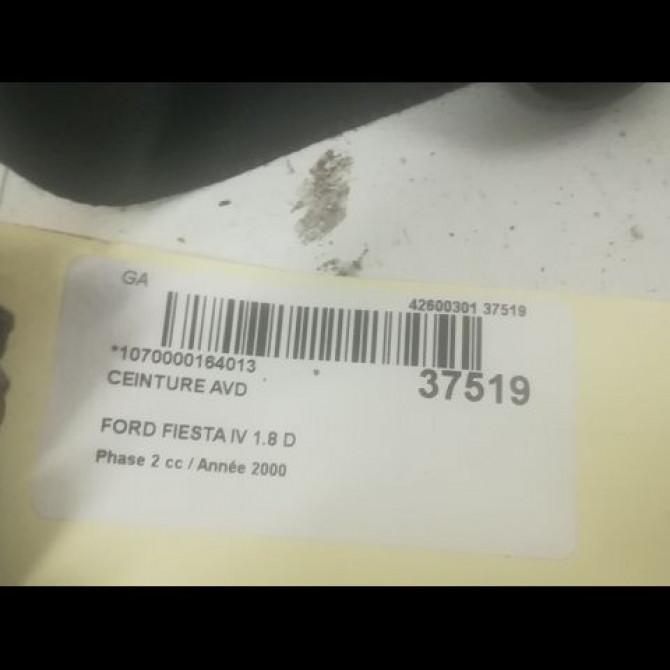 GA
42600301 37519
*1070000164013 *
37519
CEINTURE AVD
FORD FIESTA IV 1.8 D
Phase 2 cc / Année 2000